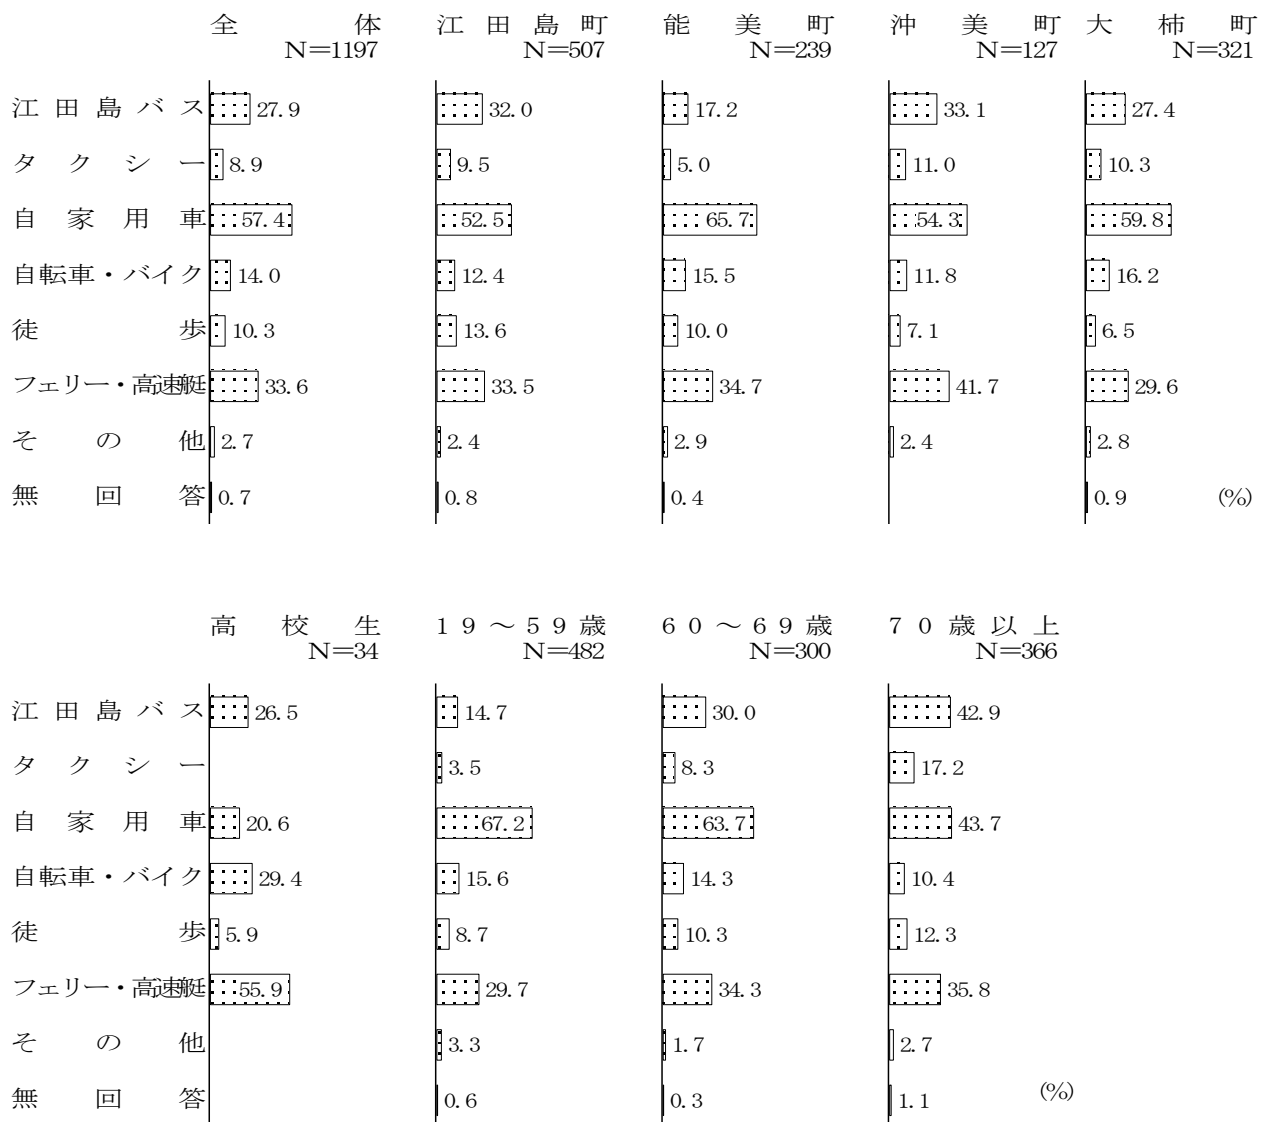 全体 江田島町 能美町 沖美町 大柿町
N=1197 N=507 N=239 N=127 N=321
江田島バス 27.9 32.0 17.2 33.1 27.4
タクシー 8.9 9.5 5.0 11.0 10.3
自家用車 57.4 52.5 65.7 54.3 59.8
自転車・バイク 14.0 12.4 15.5 11.8 16.2
徒歩 10.3 13.6 10.0 7.1 6.5
フェリー・高速艇 33.6 33.5 34.7 41.7 29.6
その他 2.7 2.4 2.9 2.4 2.8
無回答 0.7 0.8 0.4 0.9 (%)
高校生 19～59歳 60～69歳 70歳以上
N=34 N=482 N=300 N=366
江田島バス 26.5 14.7 30.0 42.9
タクシー 3.5 8.3 17.2
自家用車 20.6 67.2 63.7 43.7
自転車・バイク 29.4 15.6 14.3 10.4
徒歩 5.9 8.7 10.3 12.3
フェリー・高速艇 55.9 29.7 34.3 35.8
その他 3.3 1.7 2.7
無回答 0.6 0.3 1.1 (%)